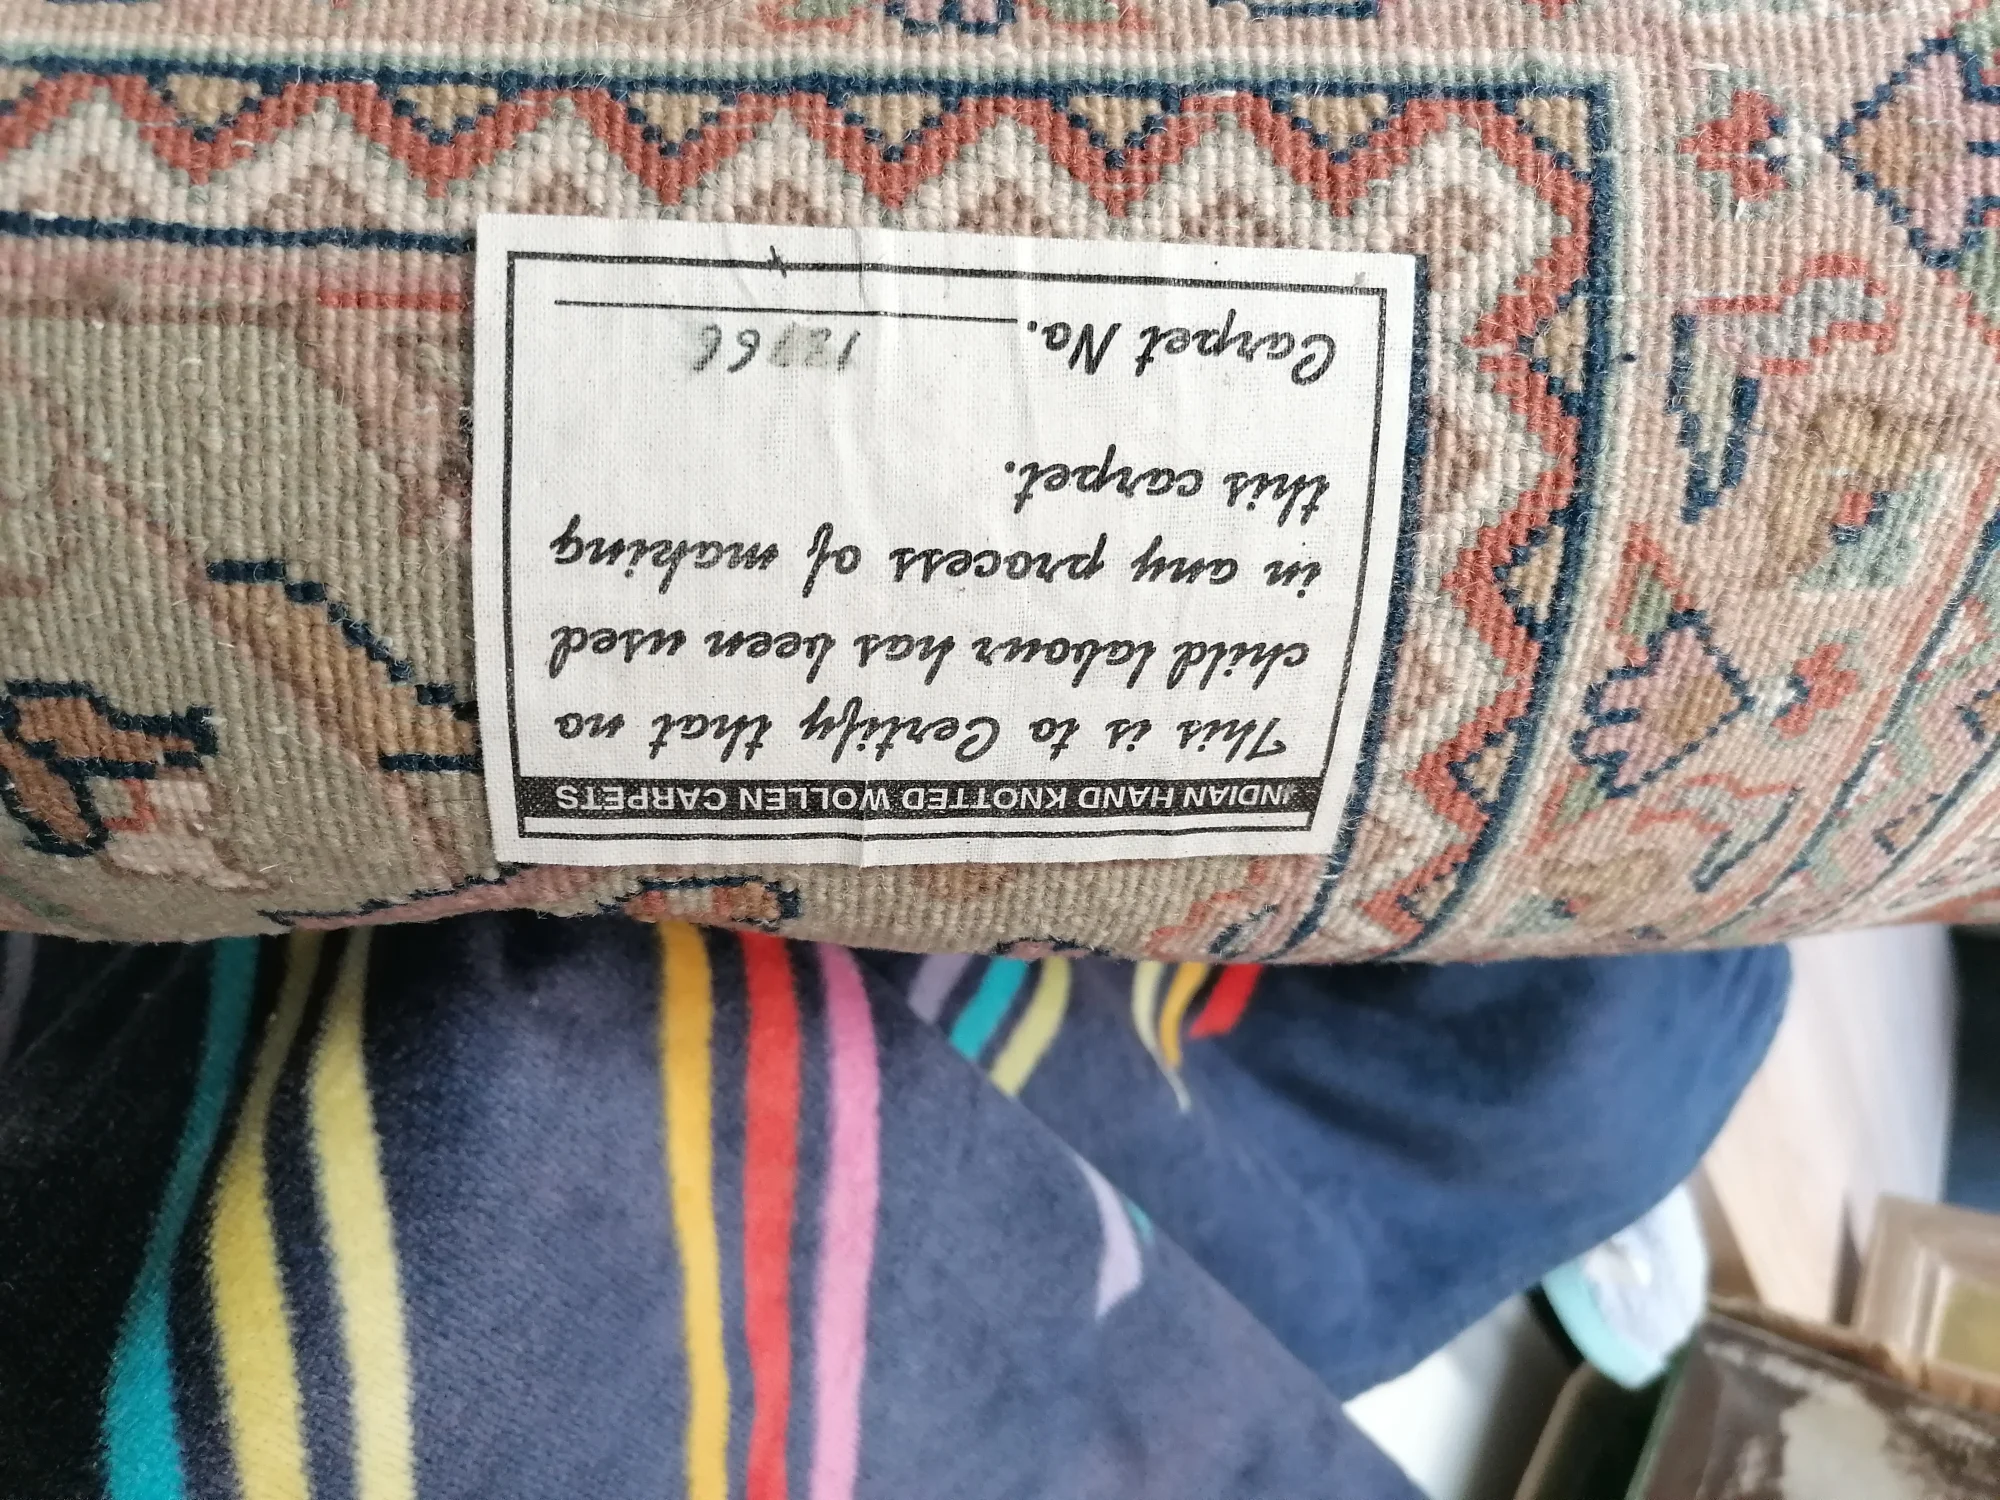 INDIAN HAND KNOTTED WOLLEN CARPETS
This is to Certify that no
child labour has been used
in any process of making
this carpet.
Carpet No.